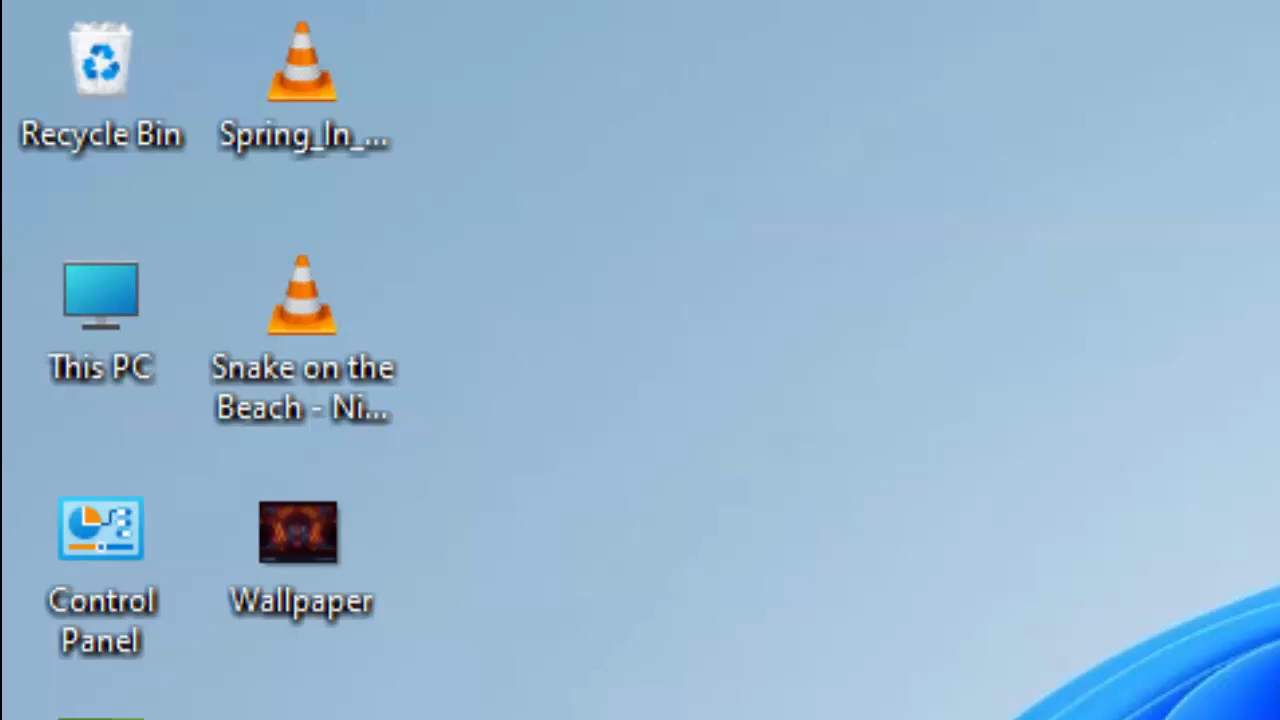 Recycle Bin
Spring_In_...
This PC
Snake on the
Beach - Ni...
Control
Panel
Wallpaper